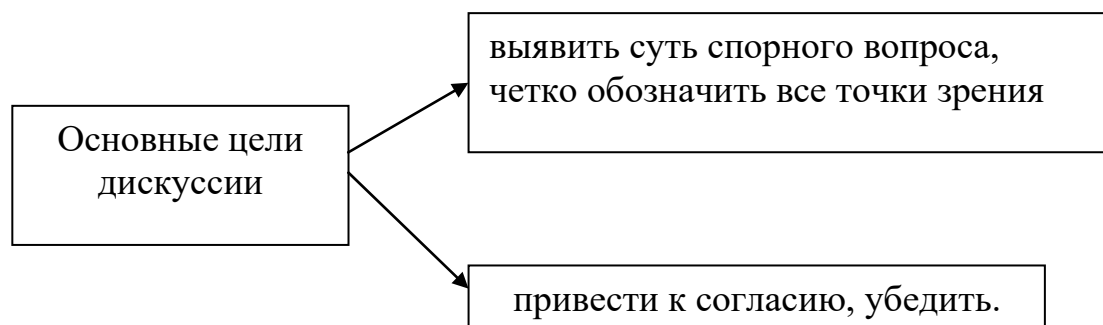 выявить суть спорного вопроса,
четко обозначить все точки зрения
Основные цели
дискуссии
привести к согласию, убедить.